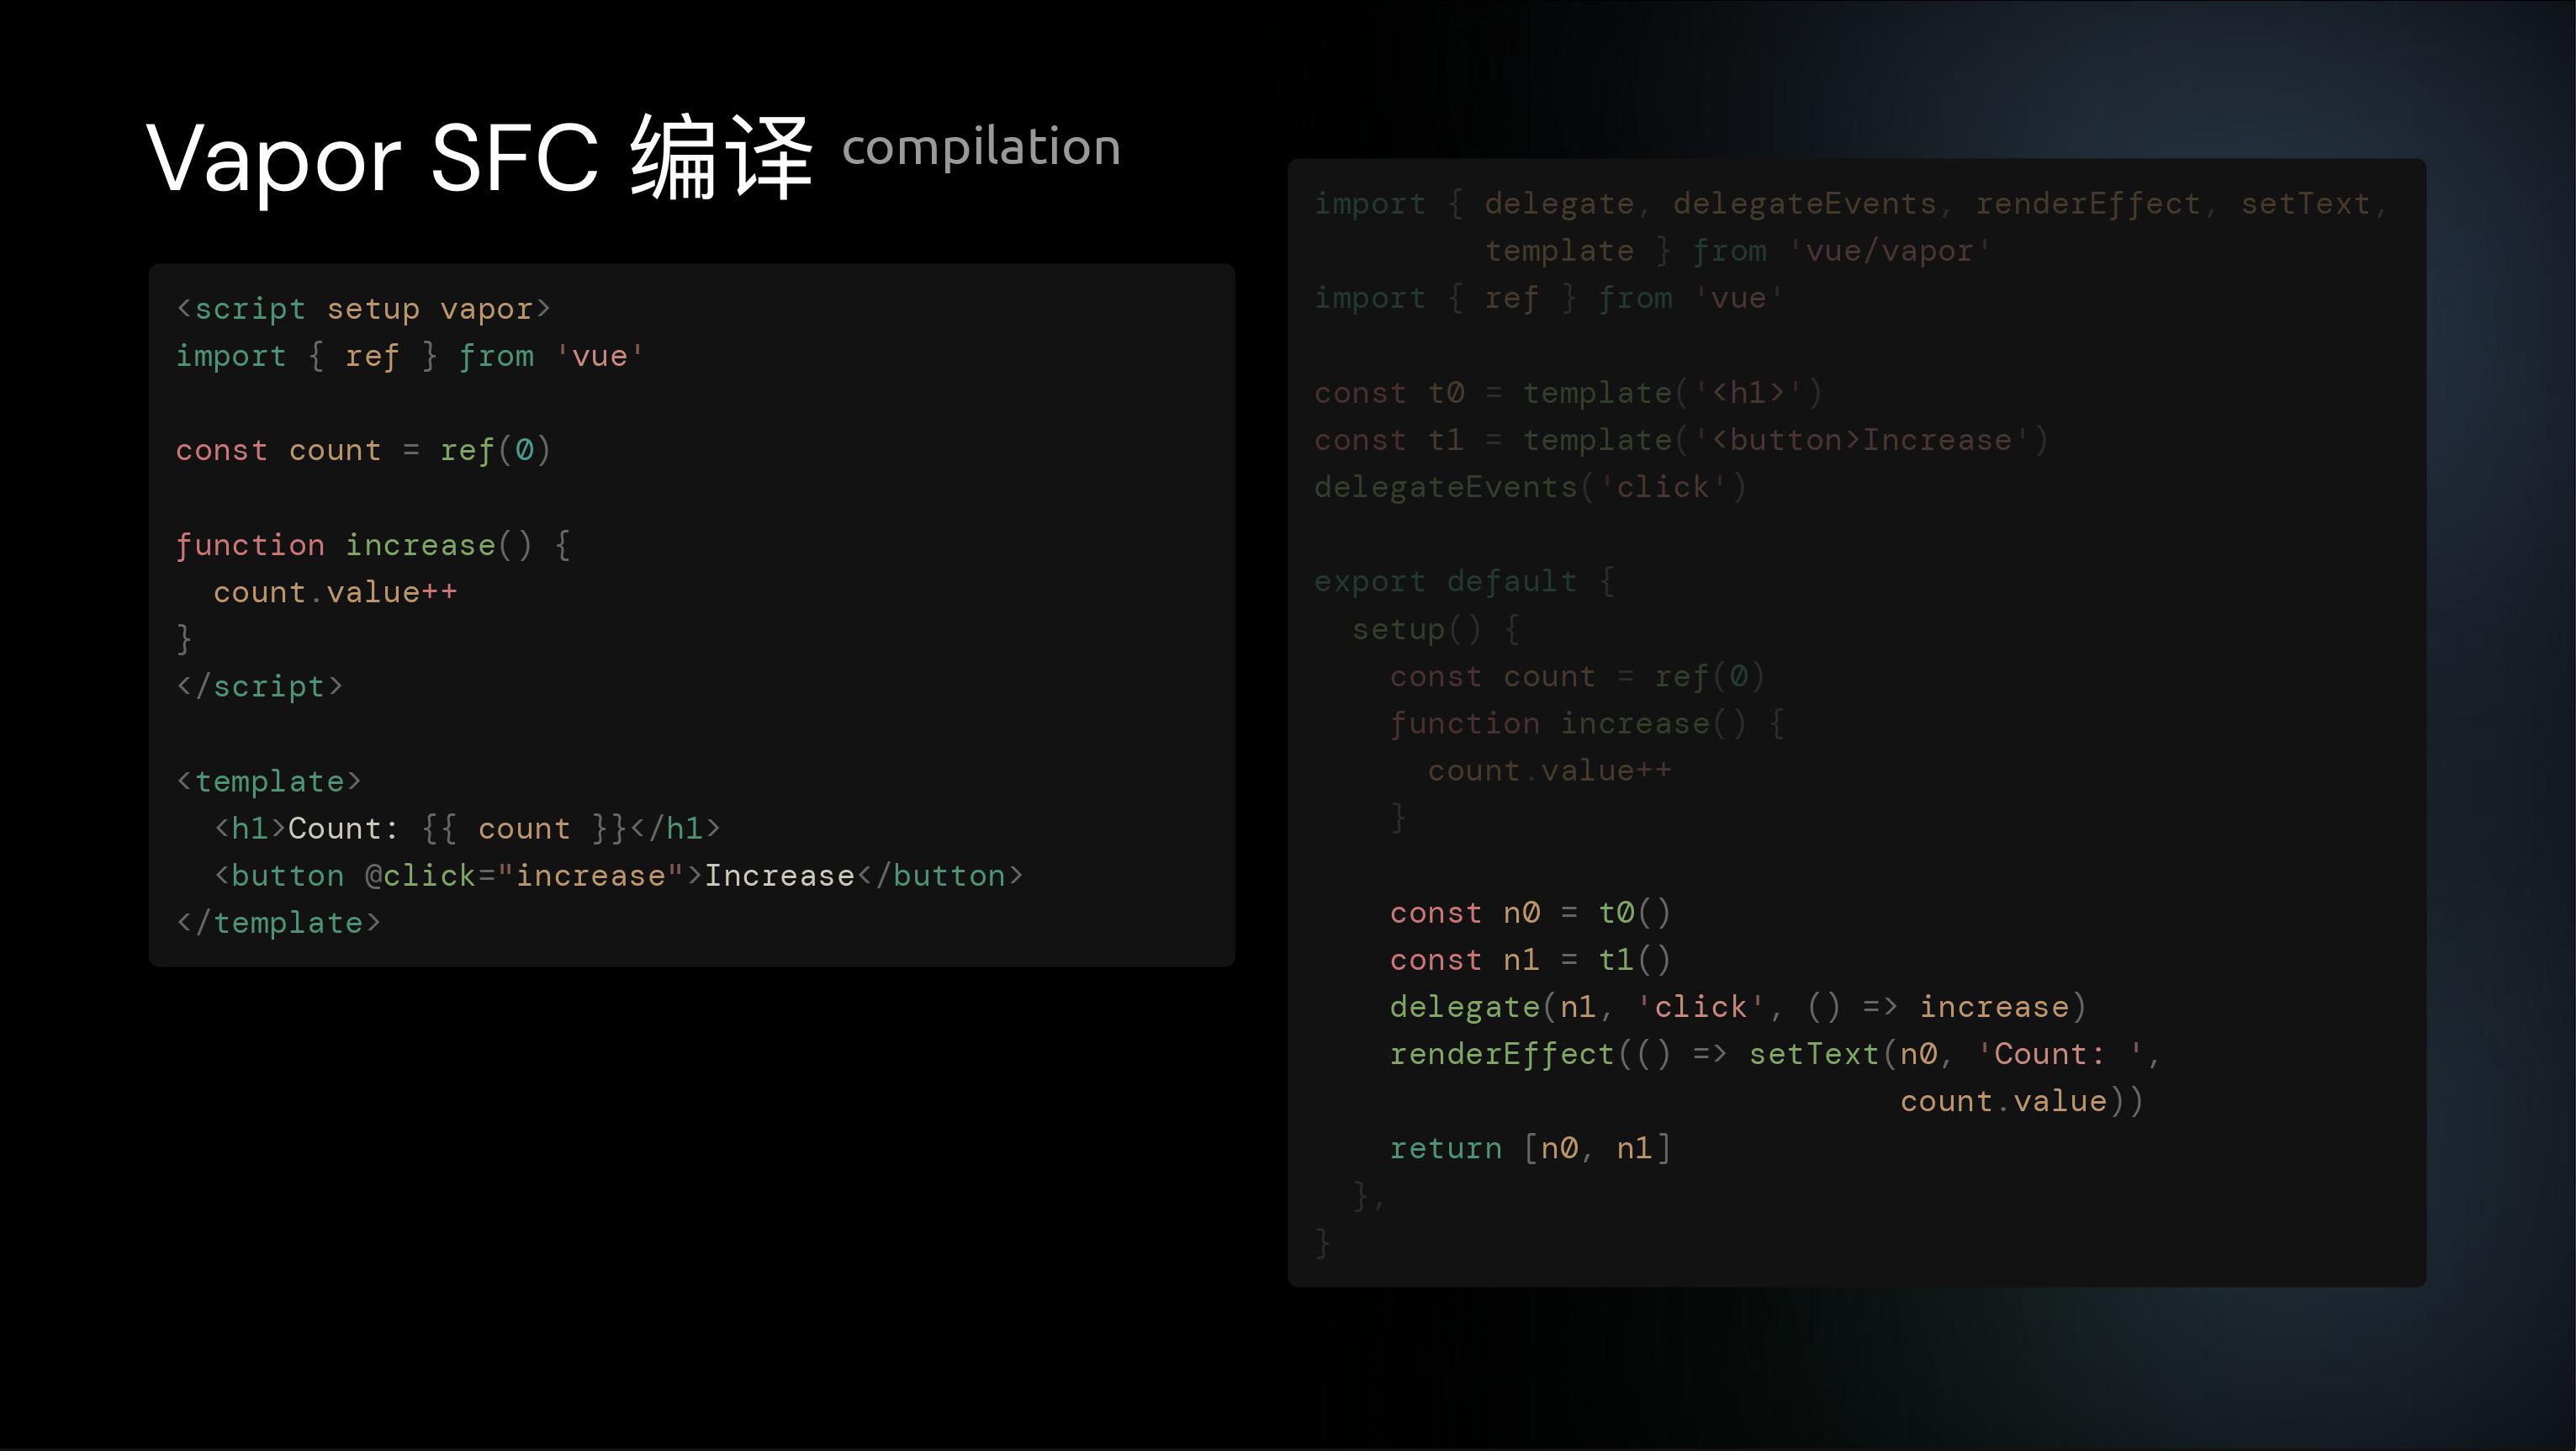 Vapor SFC 编译 compilation
<script setup vapor>
import { ref } from 'vue'
const count = ref(0)
function increase() {
  count.value++
}
</script>
<template>
  <h1>Count: {{ count }}</h1>
  <button @click="increase">Increase</button>
</template>
import { delegate, delegateEvents, renderEffect, setText,
         template } from 'vue/vapor'
import { ref } from 'vue'
const t0 = template('<h1>')
const t1 = template('<button>Increase')
delegateEvents('click')
export default {
  setup() {
    const count = ref(0)
    function increase() {
      count.value++
    }
    const n0 = t0()
    const n1 = t1()
    delegate(n1, 'click', () => increase)
    renderEffect(() => setText(n0, 'Count: ',
                               count.value))
    return [n0, n1]
  },
}